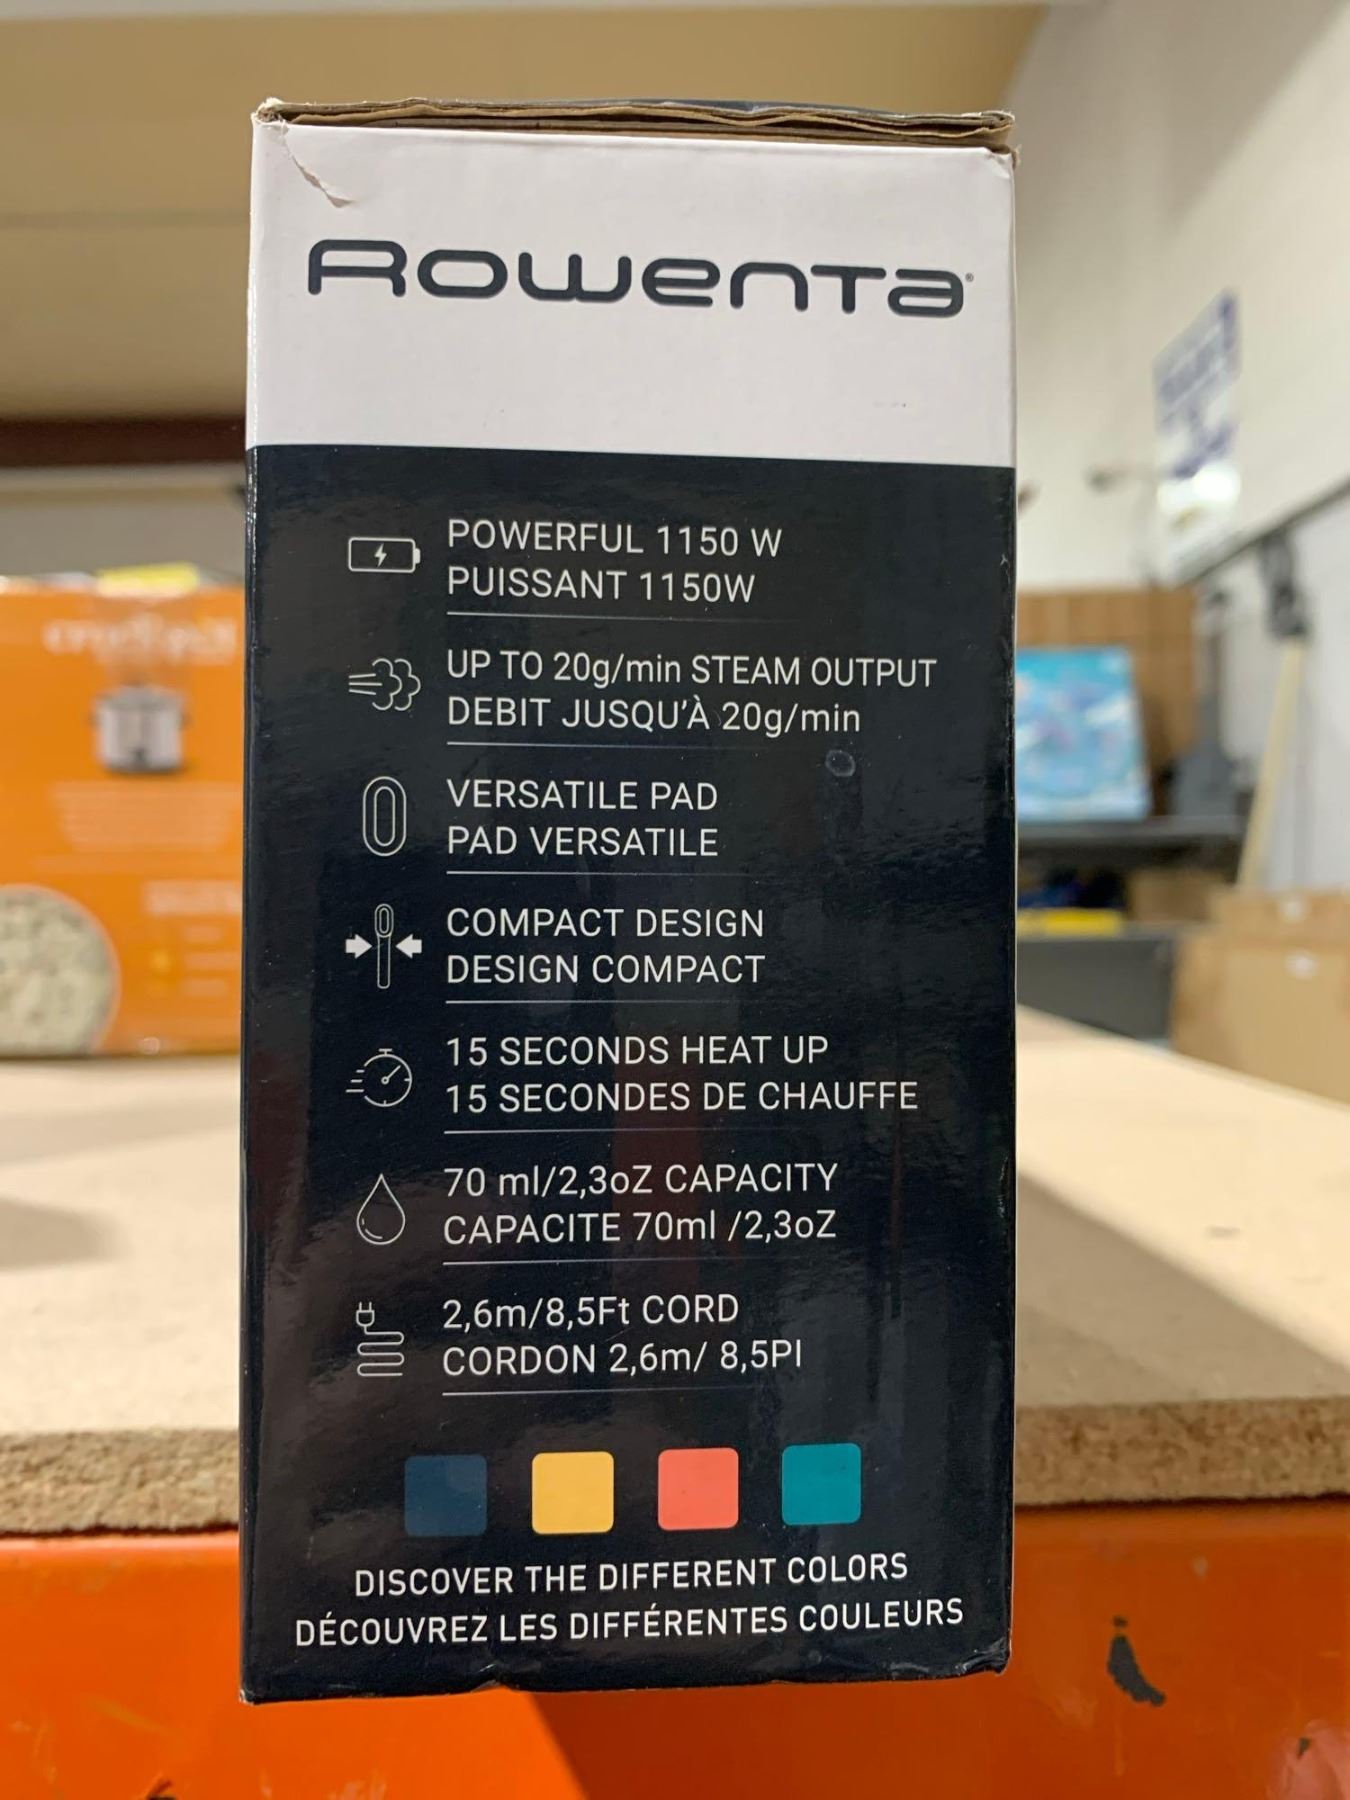 Rowenta®
POWERFUL 1150 W
PUISSANT 1150W
UP TO 20g/min STEAM OUTPUT
DEBIT JUSQU'À 20g/min
VERSATILE PAD
PAD VERSATILE
COMPACT DESIGN
DESIGN COMPACT
15 SECONDS HEAT UP
15 SECONDES DE CHAUFFE
70 ml/2,3oZ CAPACITY
CAPACITE 70ml /2,3oZ
2,6m/8,5Ft CORD
CORDON 2,6m/ 8,5PI
DISCOVER THE DIFFERENT COLORS
DÉCOUVREZ LES DIFFÉRENTES COULEURS